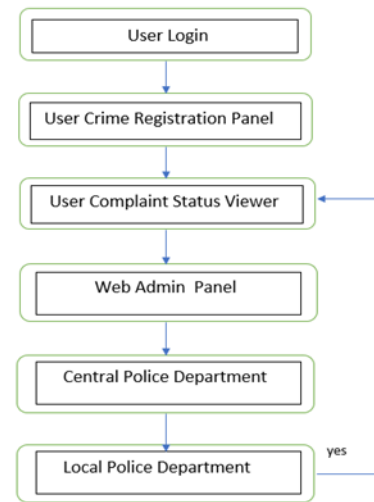 User Login
User Crime Registration Panel
User Complaint Status Viewer
Web Admin Panel
Central Police Department
Local Police Department
yes